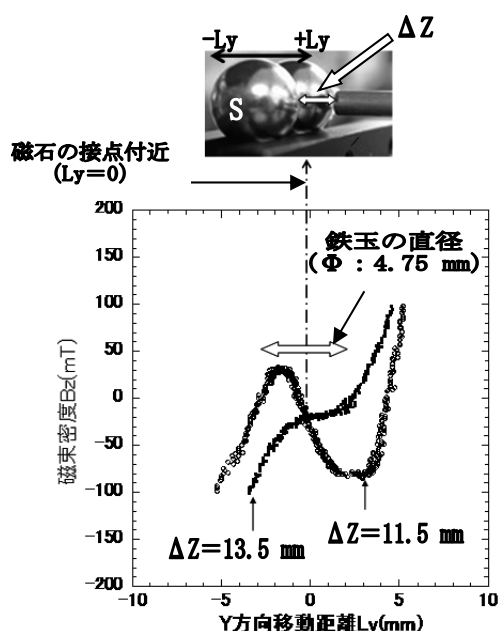 ΔZ
-Ly +Ly
S
磁石の接点付近
(Ly=0)
鉄玉の直径
(Φ : 4.75 mm)
磁束密度Bz(mT)
200
150
100
50
0
-50
-100
-150
-200
ΔZ=13.5 mm
ΔZ=11.5 mm
-10 -5 0 5 10
Y方向移動距離Ly(mm)